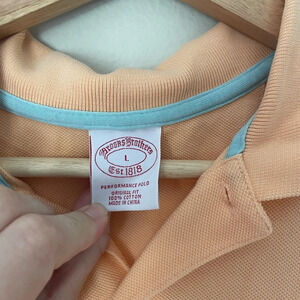 Brooks Brothers
L
Est 1818
PERFORMANCE POLO
ORIGINAL FIT
100% COTTON
MADE IN CHINA